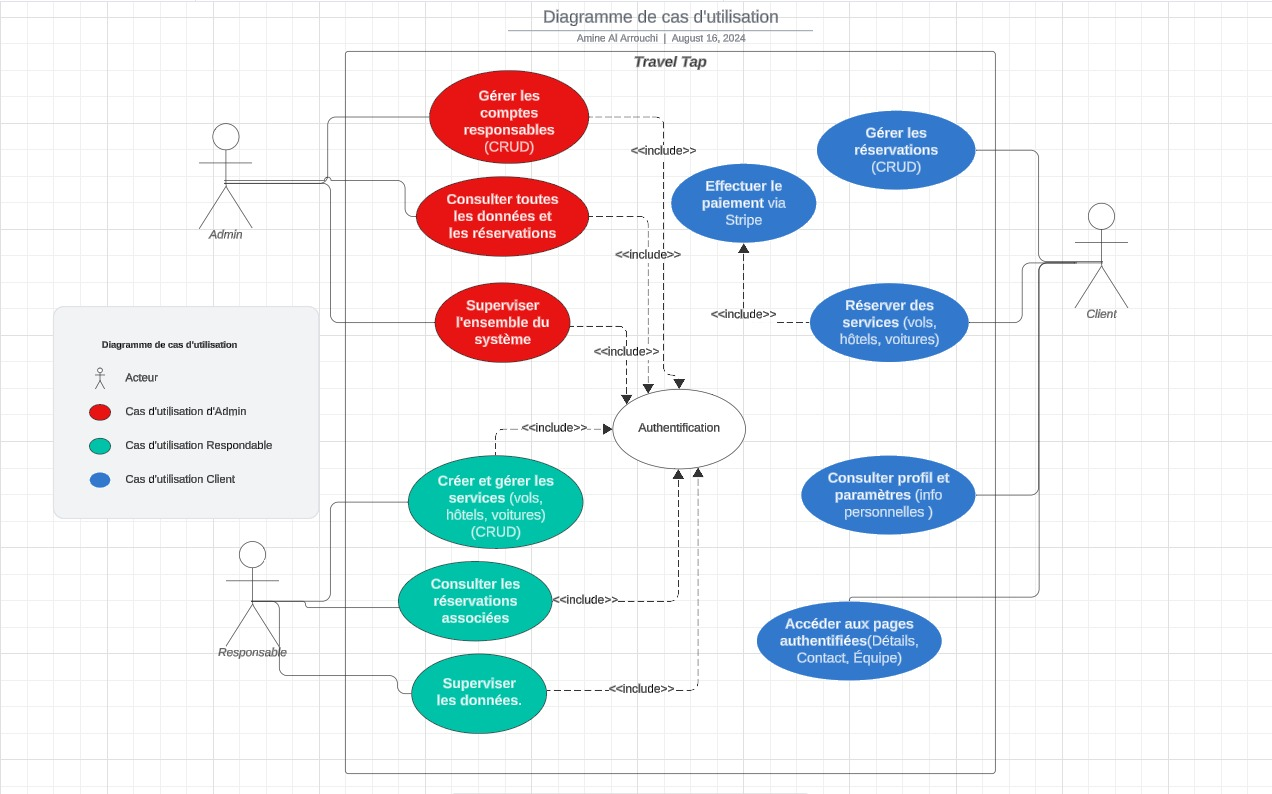 Diagramme de cas d'utilisation
Amine Al Arrouchi | August 16, 2024
Travel Tap
Gérer les
comptes
responsables
(CRUD)
<<include>>
Gérer les
réservations
(CRUD)
Effectuer le
paiement via
Stripe
Consulter toutes
les données et
les réservations
<<include>>
Admin
Client
Superviser
l'ensemble du
système
<<include>>
<<include>>
Réserver des
services (vols,
hôtels, voitures)
Diagramme de cas d'utilisation
Acteur
Cas d'utilisation d'Admin
Cas d'utilisation Respondable
Cas d'utilisation Client
<<include>>
Authentification
Créer et gérer les
services (vols,
hôtels, voitures)
(CRUD)
Consulter profil et
paramètres (info
personnelles )
Consulter les
réservations
associées
<<include>>
Responsable
Accéder aux pages
authentifiées(Détails,
Contact, Équipe)
Superviser
les données.
<<include>>